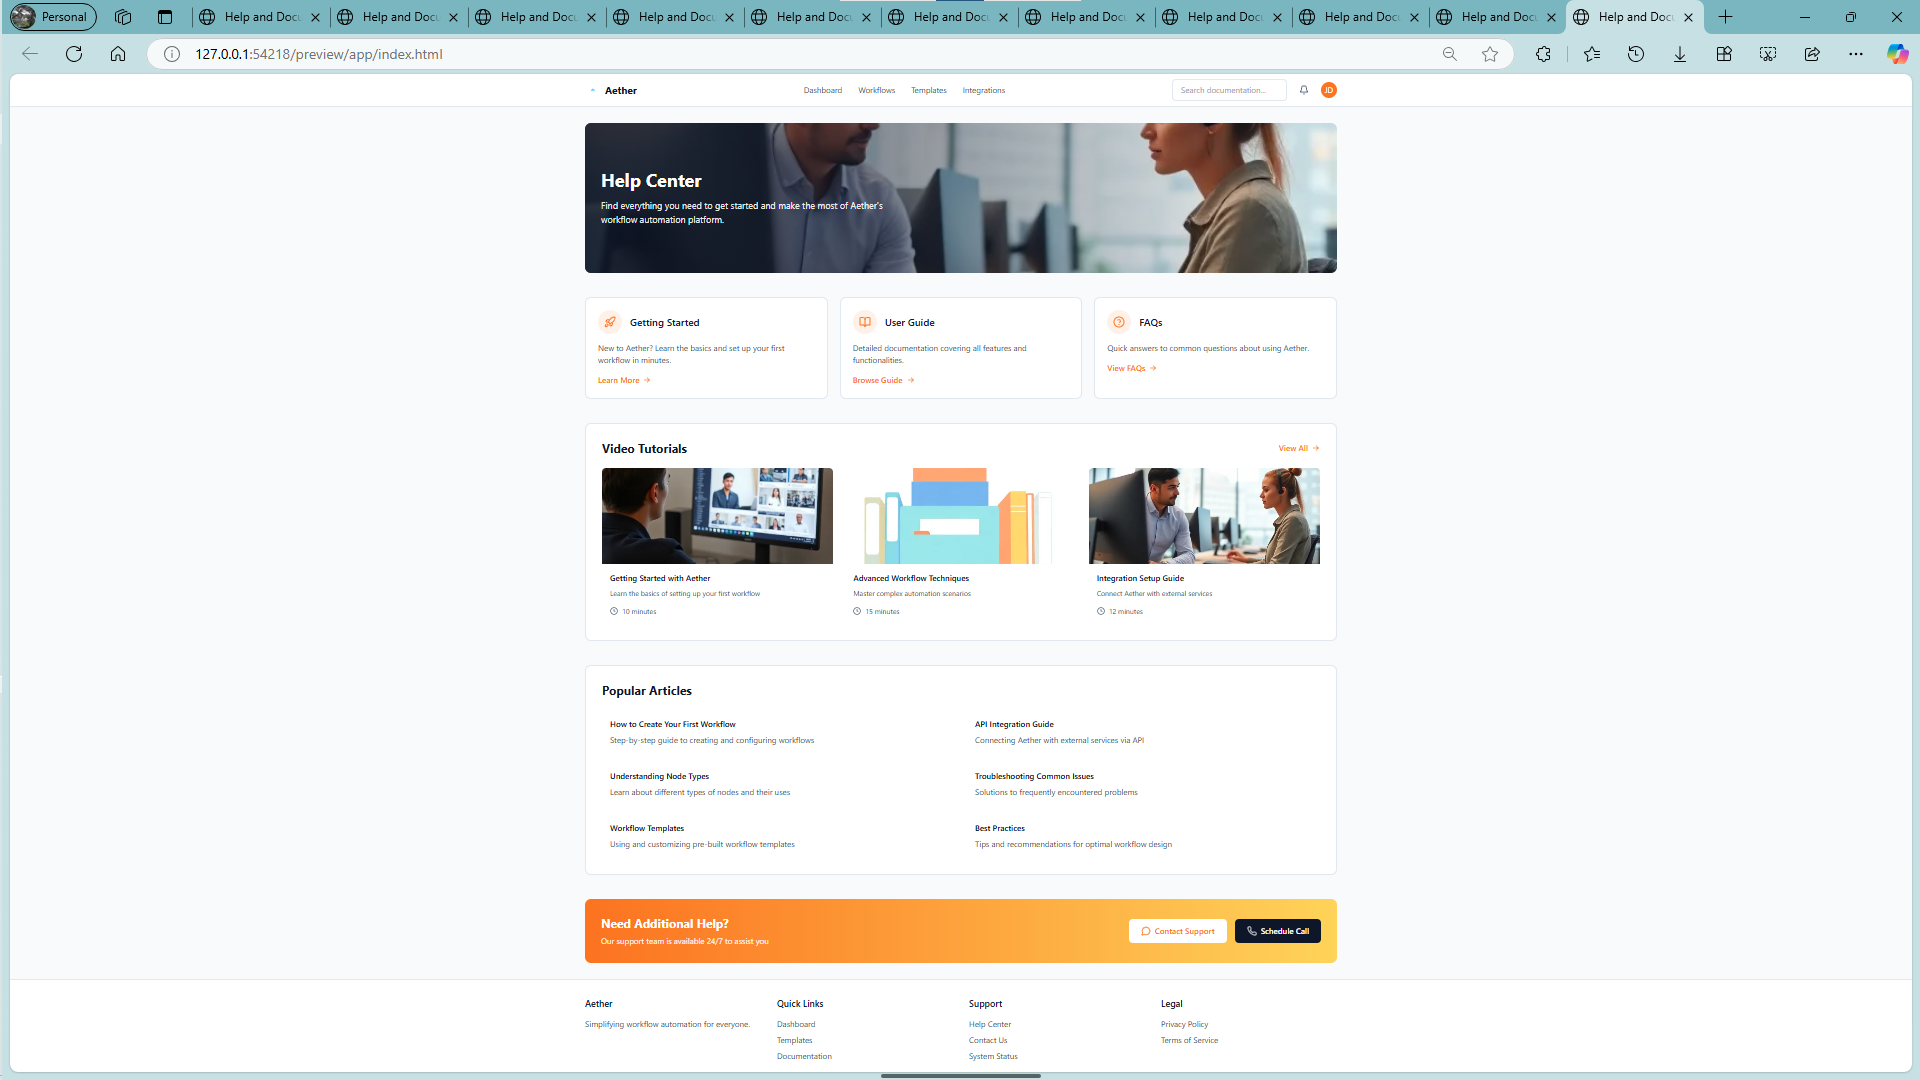 Personal
Help and Docu
Help and Docu
Help and Docu
Help and Docu
Help and Docu
Help and Docu
Help and Docu
Help and Docu
Help and Docu
Help and Docu
Help and Docu
127.0.0.1:54218/preview/app/index.html
Aether
Dashboard
Workflows
Templates
Integrations
Search documentation...
JD
Help Center
Find everything you need to get started and make the most of Aether's
workflow automation platform.
Getting Started
New to Aether? Learn the basics and set up your first
workflow in minutes.
Learn More
User Guide
Detailed documentation covering all features and
functionalities.
Browse Guide
FAQs
Quick answers to common questions about using Aether.
View FAQs
Video Tutorials
View All
Getting Started with Aether
Learn the basics of setting up your first workflow
10 minutes
Advanced Workflow Techniques
Master complex automation scenarios
15 minutes
Integration Setup Guide
Connect Aether with external services
12 minutes
Popular Articles
How to Create Your First Workflow
Step-by-step guide to creating and configuring workflows
API Integration Guide
Connecting Aether with external services via API
Understanding Node Types
Learn about different types of nodes and their uses
Troubleshooting Common Issues
Solutions to frequently encountered problems
Workflow Templates
Using and customizing pre-built workflow templates
Best Practices
Tips and recommendations for optimal workflow design
Need Additional Help?
Our support team is available 24/7 to assist you
Contact Support
Schedule Call
Aether
Simplifying workflow automation for everyone.
Quick Links
Dashboard
Templates
Documentation
Support
Help Center
Contact Us
System Status
Legal
Privacy Policy
Terms of Service